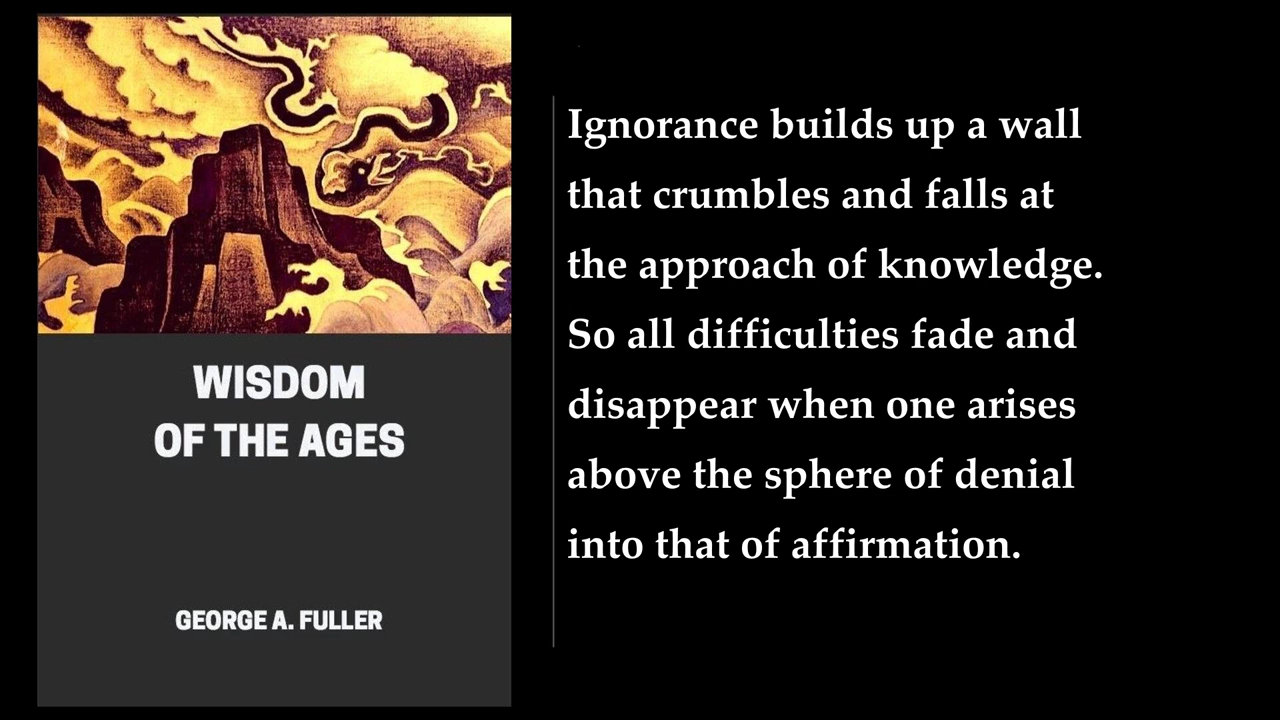 WISDOM
OF THE AGES
GEORGE A. FULLER
Ignorance builds up a wall
that crumbles and falls at
the approach of knowledge.
So all difficulties fade and
disappear when one arises
above the sphere of denial
into that of affirmation.